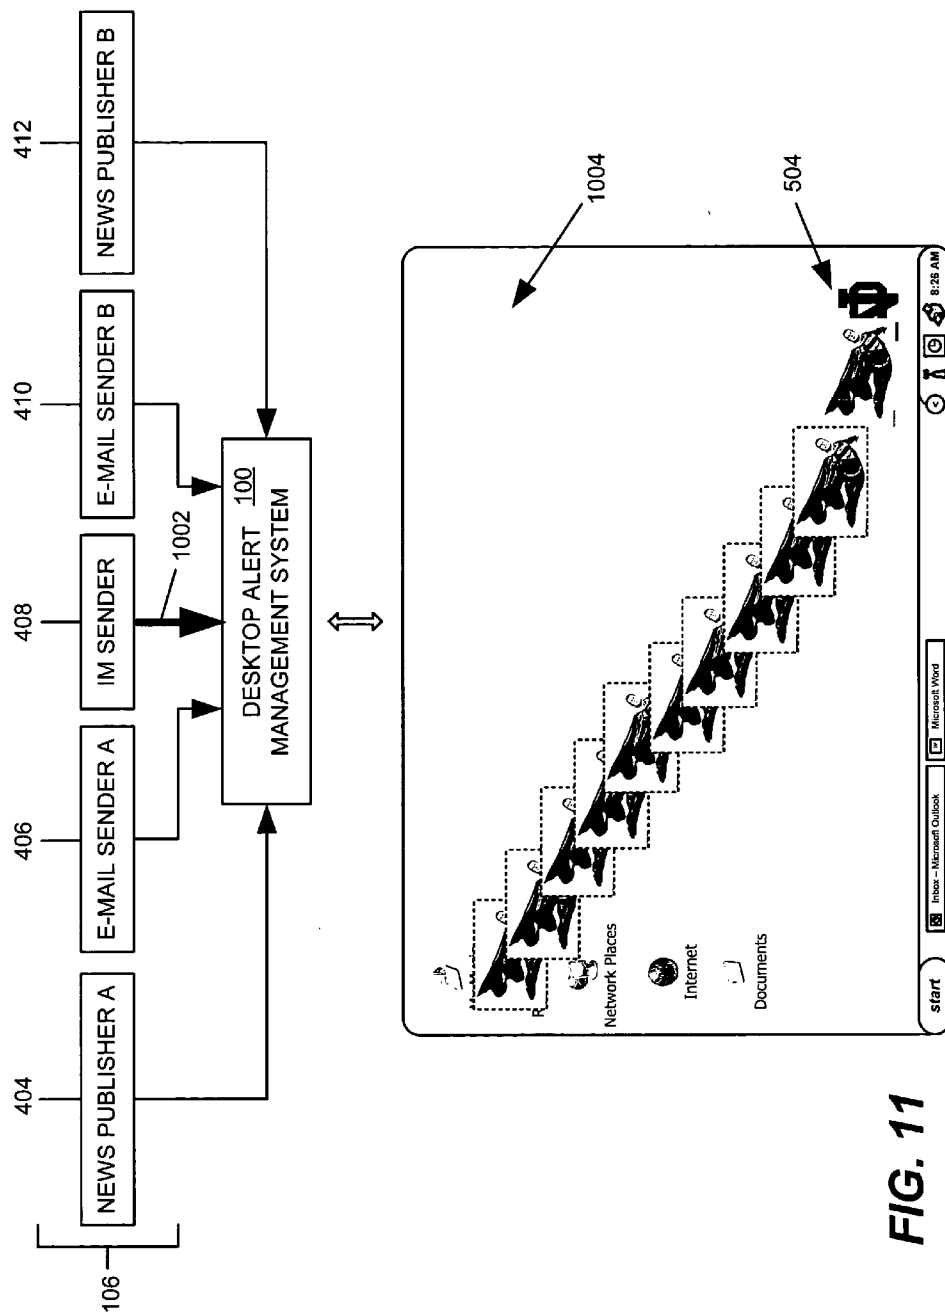 404
406
408
410
412
106
NEWS PUBLISHER A
E-MAIL SENDER A
IM SENDER
E-MAIL SENDER B
NEWS PUBLISHER B
1002
DESKTOP ALERT 100
MANAGEMENT SYSTEM
1004
504
R
Network Places
Internet
Documents
start
Inbox – Microsoft Outlook
Microsoft Word
8:26 AM
FIG. 11